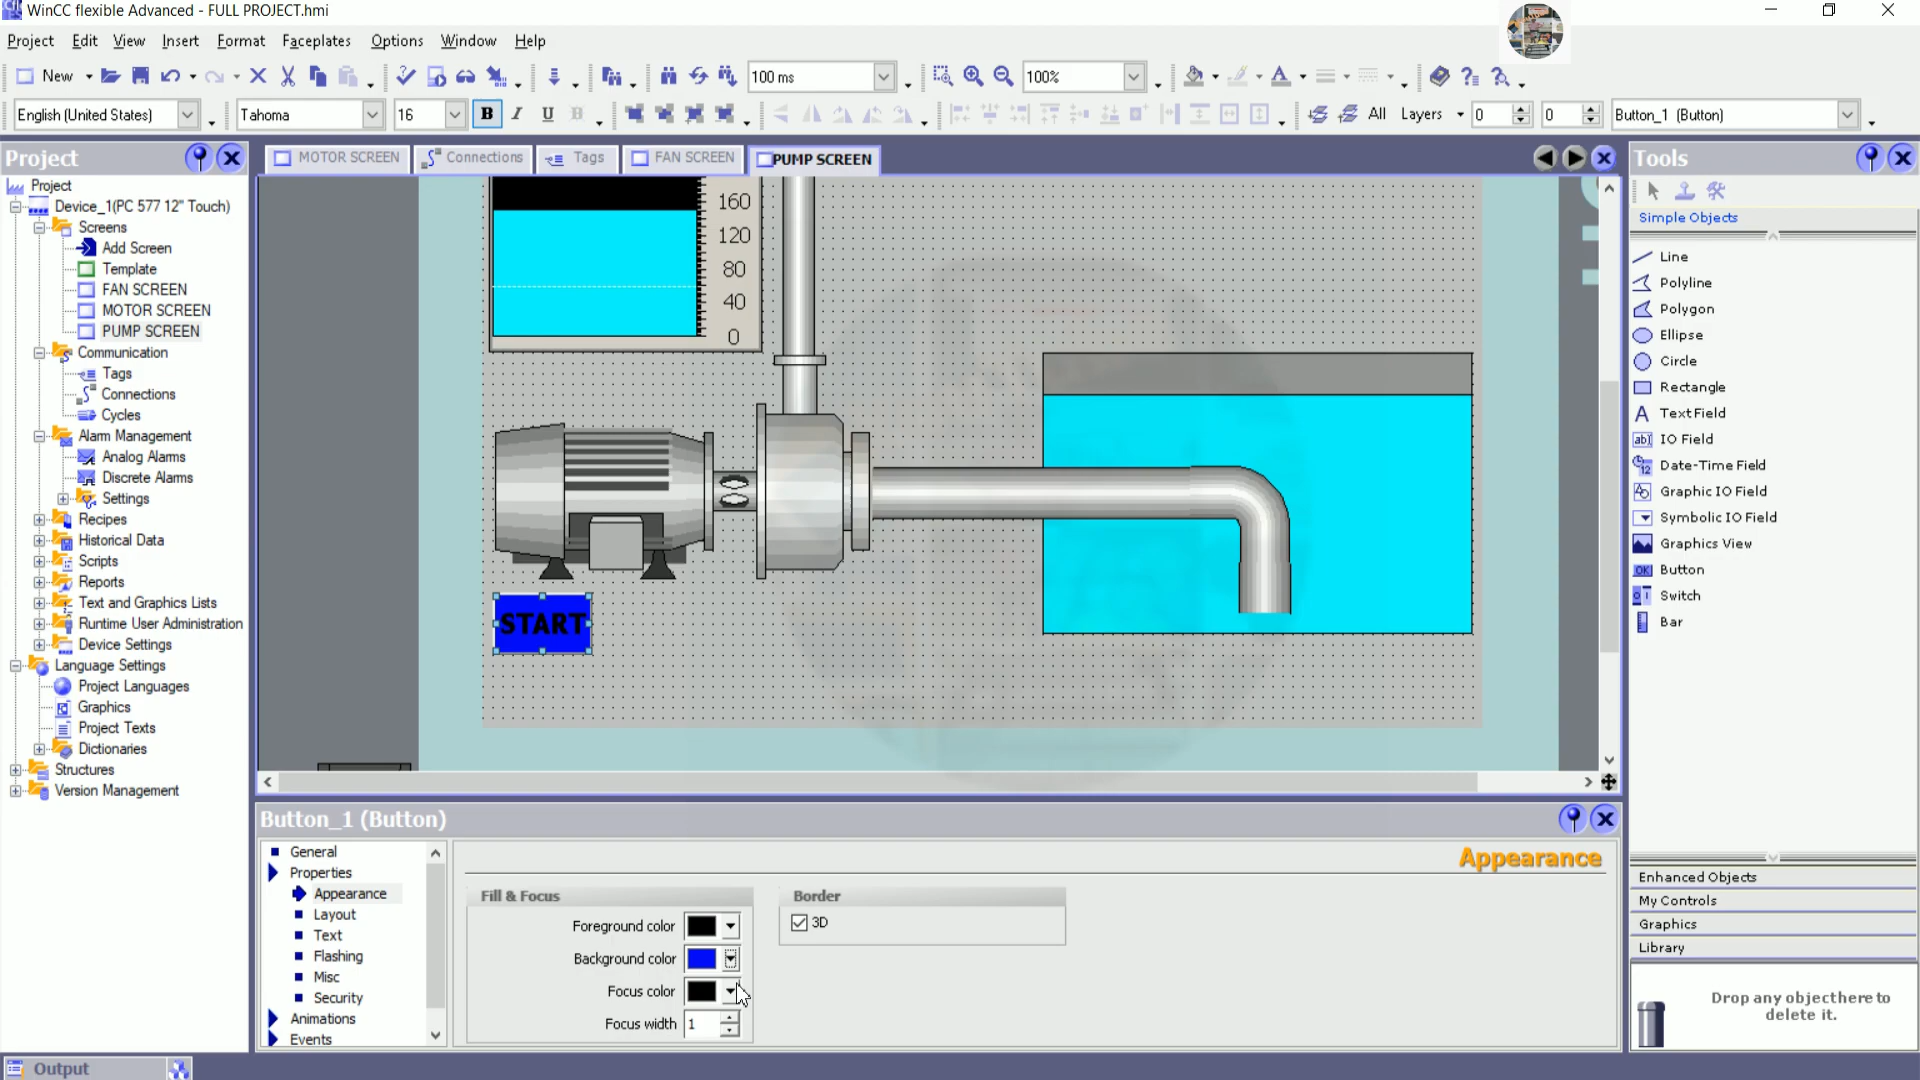 WinCC flexible Advanced - FULL PROJECT.hmi
Project Edit View Insert Format Faceplates Options Window Help
New 100 ms 100%
English (United States) Tahoma 16 B I U B All Layers 0 0 Button_1 (Button)
Project
MOTOR SCREEN Connections Tags FAN SCREEN PUMP SCREEN
Tools
Project
Device_1(PC 577 12" Touch)
Screens
Add Screen
Template
FAN SCREEN
MOTOR SCREEN
PUMP SCREEN
Communication
Tags
Connections
Cycles
Alarm Management
Analog Alarms
Discrete Alarms
Settings
Recipes
Historical Data
Scripts
Reports
Text and Graphics Lists
Runtime User Administration
Device Settings
Language Settings
Project Languages
Graphics
Project Texts
Dictionaries
Structures
Version Management
160
120
80
40
0
START
Simple Objects
Line
Polyline
Polygon
Ellipse
Circle
Rectangle
TextField
IO Field
Date-Time Field
Graphic IO Field
Symbolic IO Field
Graphics View
Button
Switch
Bar
Enhanced Objects
My Controls
Graphics
Library
Drop any objecthere to
delete it.
Button_1 (Button)
General
Properties
Appearance
Layout
Text
Flashing
Misc
Security
Animations
Events
Appearance
Fill & Focus
Foreground color
Background color
Focus color
Focus width 1
Border
3D
Output